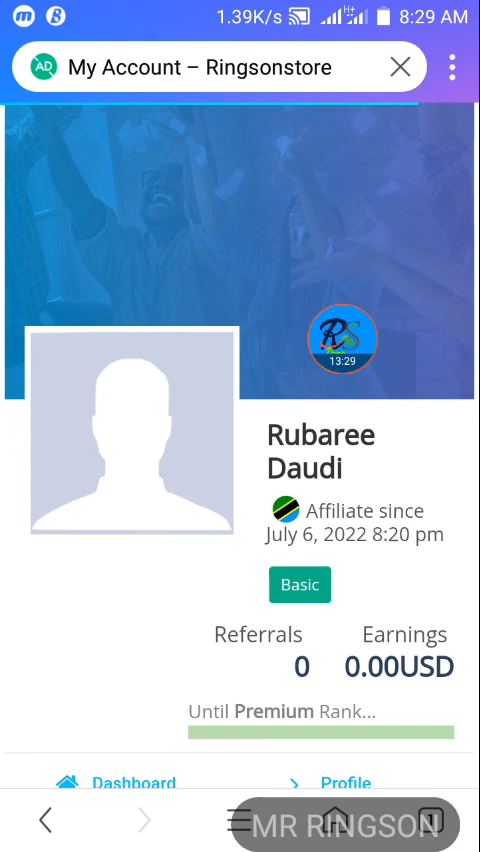 1.39K/s H+ 8:29 AM
AD My Account – Ringsonstore
RS
13:29
Rubaree
Daudi
Affiliate since
July 6, 2022 8:20 pm
Basic
Referrals Earnings
0 0.00USD
Until Premium Rank...
Dashboard Profile
1
MR RINGSON